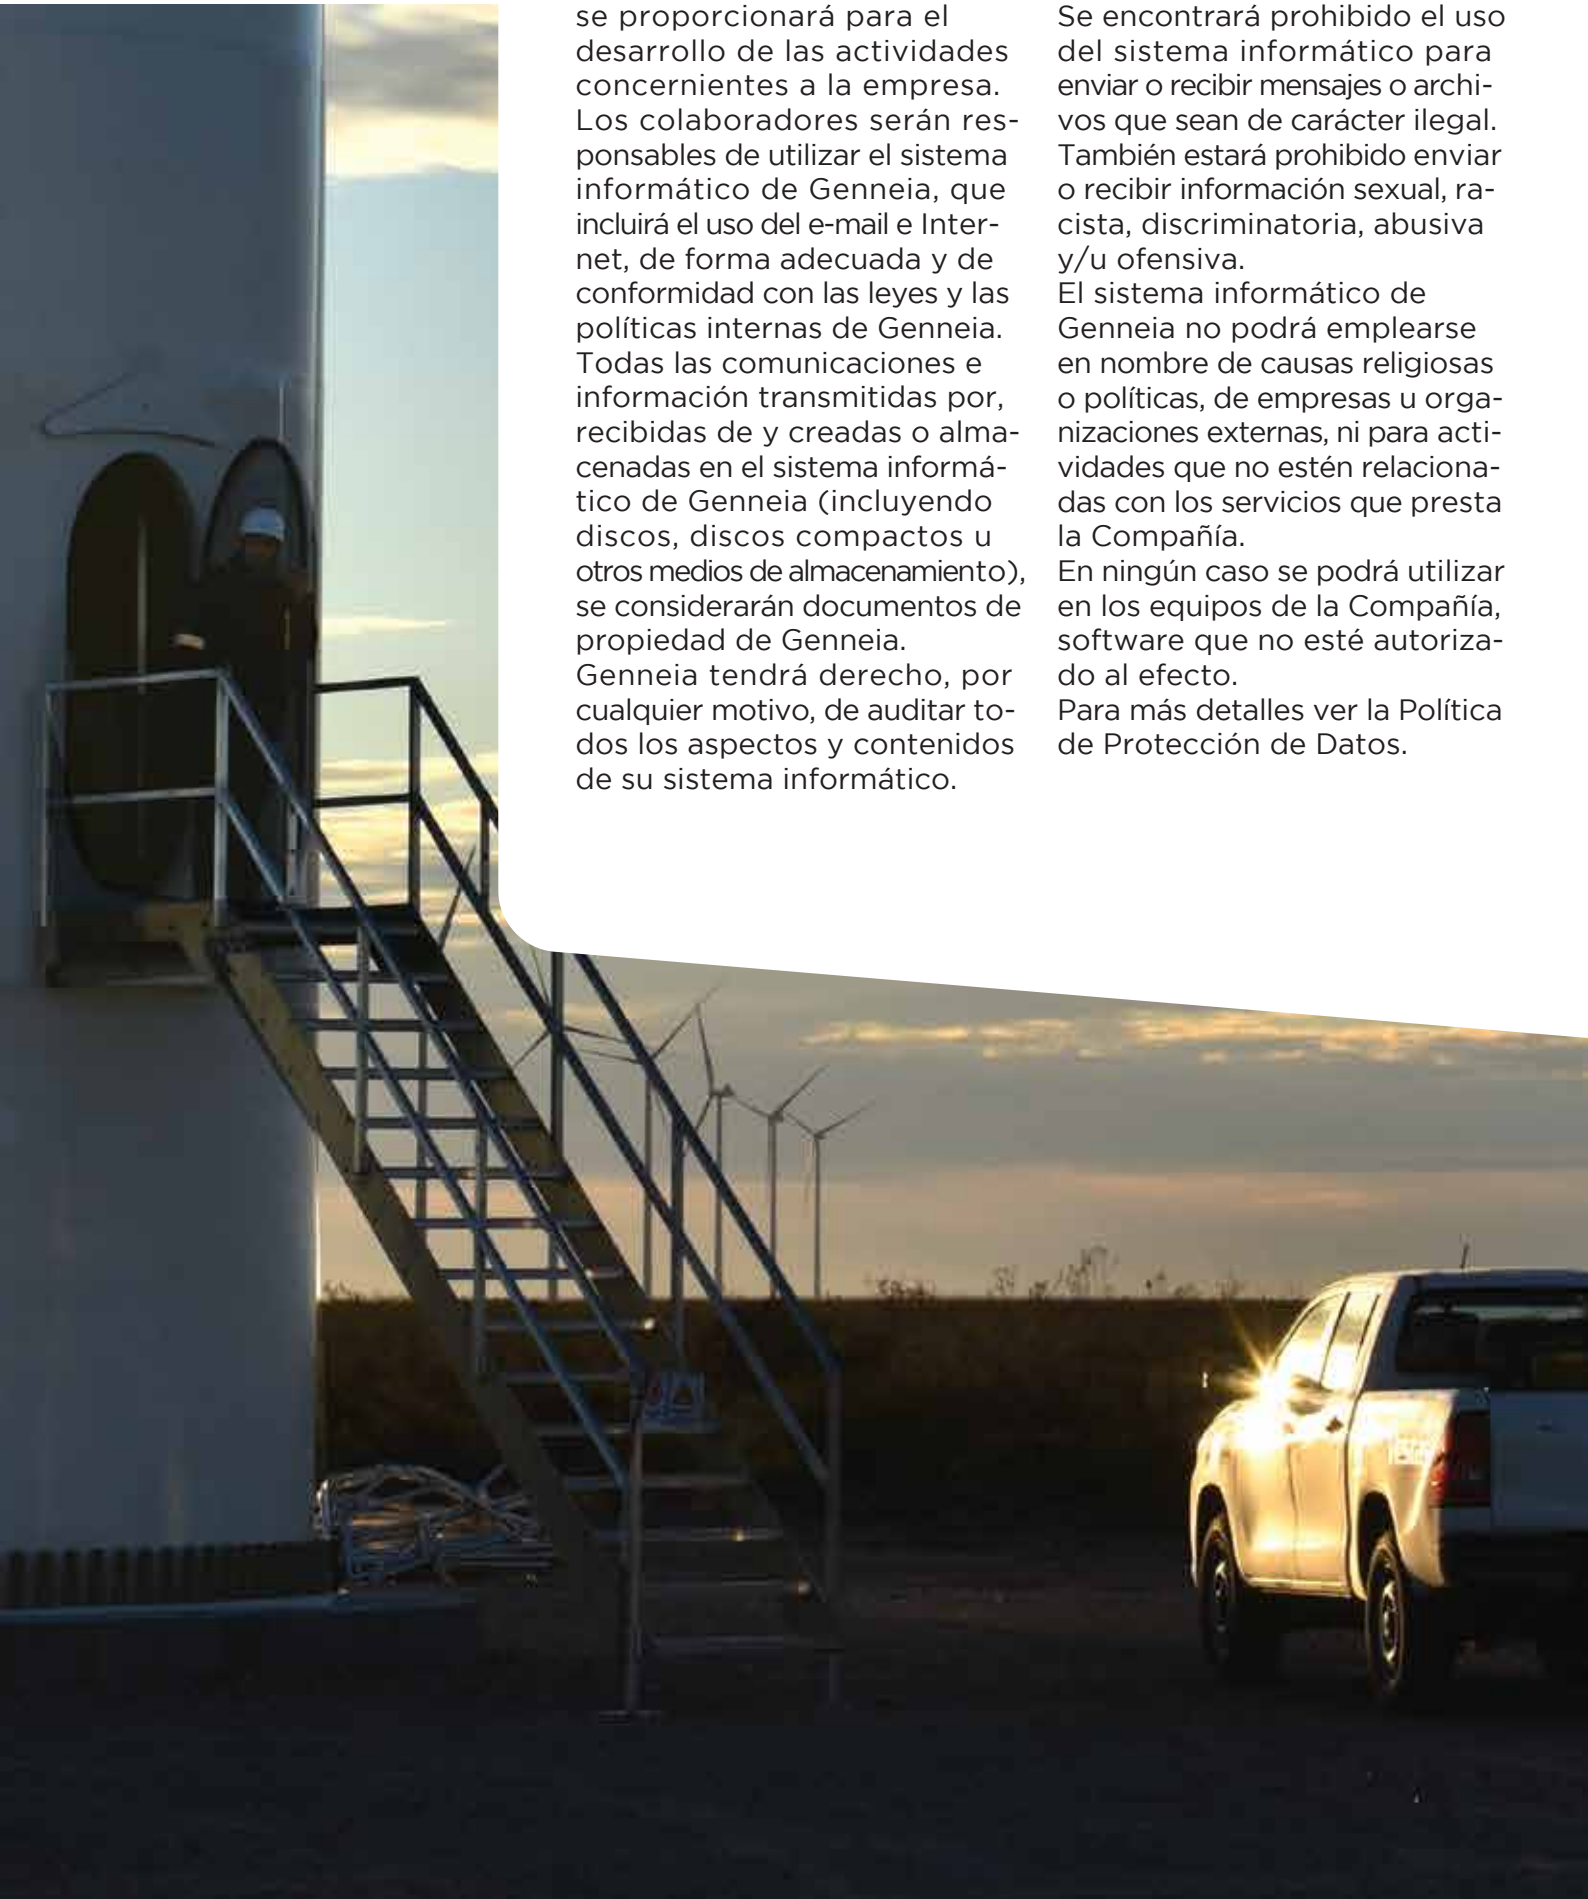 se proporcionará para el
desarrollo de las actividades
concernientes a la empresa.
Los colaboradores serán res-
ponsables de utilizar el sistema
informático de Genneia, que
incluirá el uso del e-mail e Inter-
net, de forma adecuada y de
conformidad con las leyes y las
políticas internas de Genneia.
Todas las comunicaciones e
información transmitidas por,
recibidas de y creadas o alma-
cenadas en el sistema informá-
tico de Genneia (incluyendo
discos, discos compactos u
otros medios de almacenamiento),
se considerarán documentos de
propiedad de Genneia.
Genneia tendrá derecho, por
cualquier motivo, de auditar to-
dos los aspectos y contenidos
de su sistema informático.
Se encontrará prohibido el uso
del sistema informático para
enviar o recibir mensajes o archi-
vos que sean de carácter ilegal.
También estará prohibido enviar
o recibir información sexual, ra-
cista, discriminatoria, abusiva
y/u ofensiva.
El sistema informático de
Genneia no podrá emplearse
en nombre de causas religiosas
o políticas, de empresas u orga-
nizaciones externas, ni para acti-
vidades que no estén relaciona-
das con los servicios que presta
la Compañía.
En ningún caso se podrá utilizar
en los equipos de la Compañía,
software que no esté autoriza-
do al efecto.
Para más detalles ver la Política
de Protección de Datos.